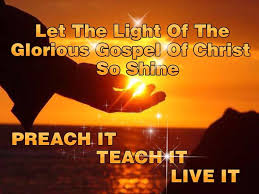 Let The Light Of The
Glorious Gospel Of Christ
So Shine
PREACH IT
TEACH IT
LIVE IT